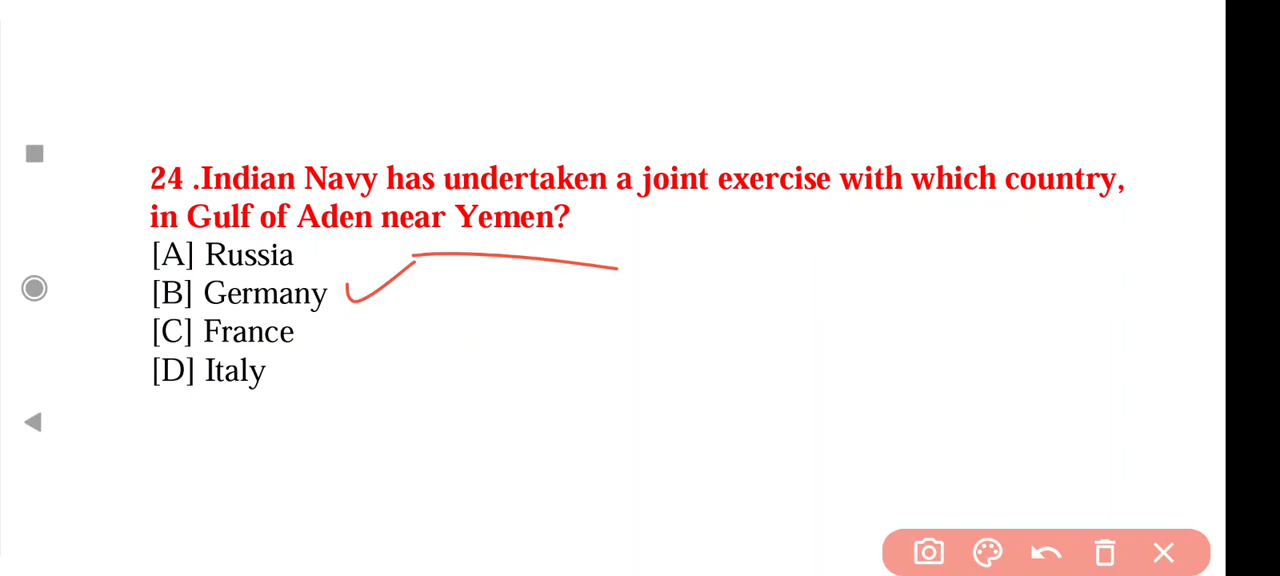 24 .Indian Navy has undertaken a joint exercise with which country,
in Gulf of Aden near Yemen?
[A] Russia
[B] Germany
[C] France
[D] Italy